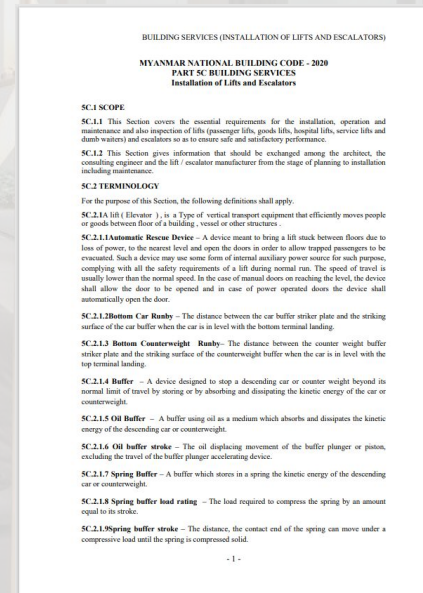 BUILDING SERVICES (INSTALLATION OF LIFTS AND ESCALATORS)
MYANMAR NATIONAL BUILDING CODE - 2020
PART 5C BUILDING SERVICES
Installation of Lifts and Escalators
5C.1 SCOPE
5C.1.1 This Section covers the essential requirements for the installation, operation and
maintenance and also inspection of lifts (passenger lifts, goods lifts, hospital lifts, service lifts and
dumb waiters) and escalators so as to ensure safe and satisfactory performance.
5C.1.2 This Section gives information that should be exchanged among the architect, the
consulting engineer and the lift / escalator manufacturer from the stage of planning to installation
including maintenance.
5C.2 TERMINOLOGY
For the purpose of this Section, the following definitions shall apply.
5C.2.1A lift ( Elevator ) , is a Type of vertical transport equipment that efficiently moves people
or goods between floor of a building , vessel or other structures .
5C.2.1.1Automatic Rescue Device – A device meant to bring a lift stuck between floors due to
loss of power, to the nearest level and open the doors in order to allow trapped passengers to be
evacuated. Such a device may use some form of internal auxiliary power source for such purpose,
complying with all the safety requirements of a lift during normal run. The speed of travel is
usually lower than the normal speed. In the case of manual doors on reaching the level, the device
shall allow the door to be opened and in case of power operated doors the device shall
automatically open the door.
5C.2.1.2Bottom Car Runby – The distance between the car buffer striker plate and the striking
surface of the car buffer when the car is in level with the bottom terminal landing.
5C.2.1.3 Bottom Counterweight Runby– The distance between the counter weight buffer
striker plate and the striking surface of the counterweight buffer when the car is in level with the
top terminal landing.
5C.2.1.4 Buffer – A device designed to stop a descending car or counter weight beyond its
normal limit of travel by storing or by absorbing and dissipating the kinetic energy of the car or
counterweight.
5C.2.1.5 Oil Buffer – A buffer using oil as a medium which absorbs and dissipates the kinetic
energy of the descending car or counterweight.
5C.2.1.6 Oil buffer stroke – The oil displacing movement of the buffer plunger or piston,
excluding the travel of the buffer plunger accelerating device.
5C.2.1.7 Spring Buffer – A buffer which stores in a spring the kinetic energy of the descending
car or counterweight.
5C.2.1.8 Spring buffer load rating – The load required to compress the spring by an amount
equal to its stroke.
5C.2.1.9Spring buffer stroke – The distance, the contact end of the spring can move under a
compressive load until the spring is compressed solid.
- 1 -